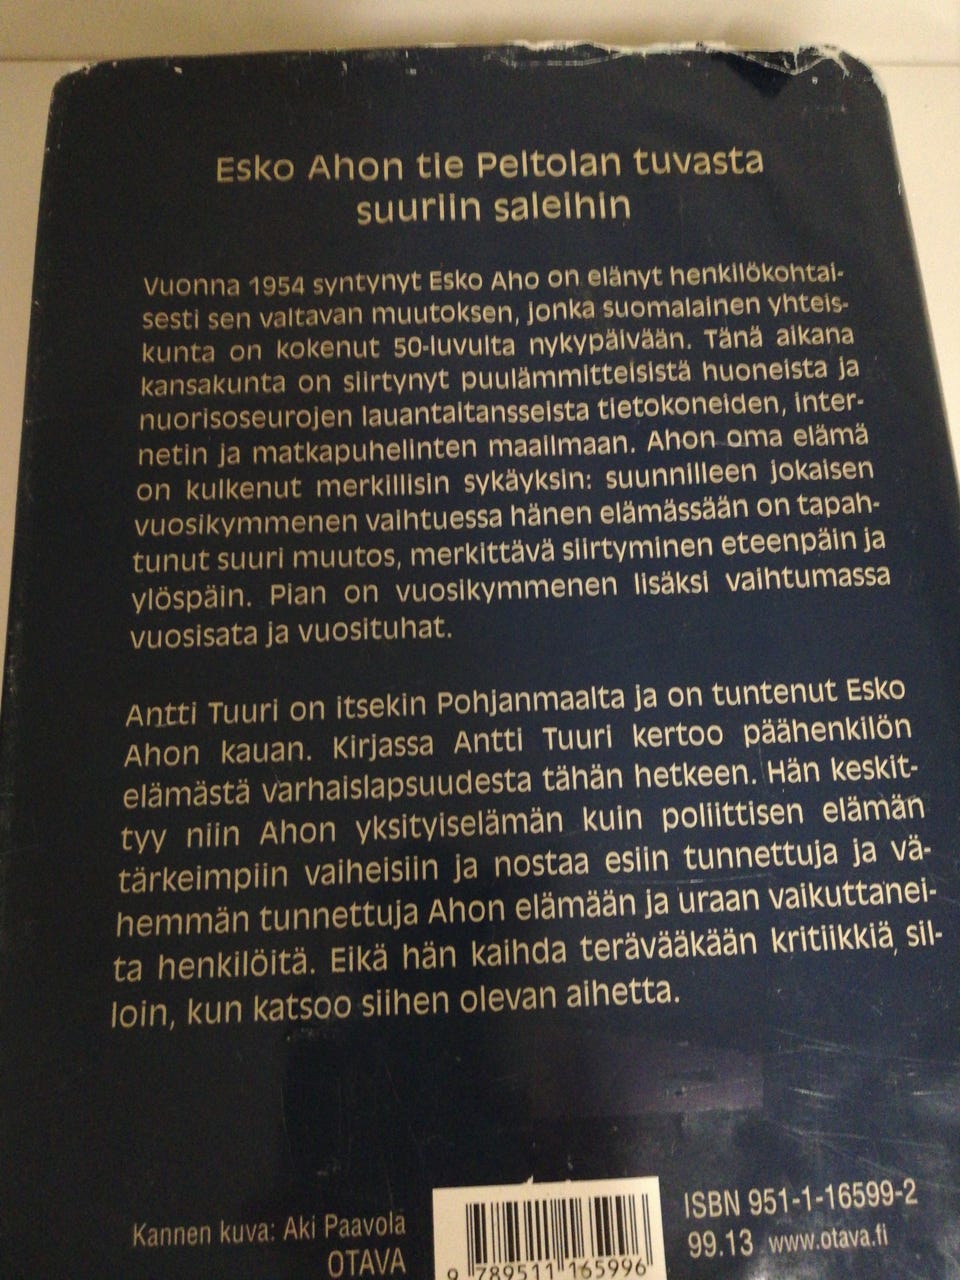 Esko Ahon tie Peltolan tuvasta
suuriin saleihin
Vuonna 1954 syntynyt Esko Aho on elänyt henkilökohtai-
sesti sen valtavan muutoksen, jonka suomalainen yhteis-
kunta on kokenut 50-luvulta nykypäivään. Tänä aikana
kansakunta on siirtynyt puulämmitteisistä huoneista ja
nuorisoseurojen lauantaitansseista tietokoneiden, inter-
netin ja matkapuhelinten maailmaan. Ahon oma elämä
on kulkenut merkillisin sykäyksin: suunnilleen jokaisen
vuosikymmenen vaihtuessa hänen elämässään on tapah-
tunut suuri muutos, merkittävä siirtyminen eteenpäin ja
ylöspäin. Pian on vuosikymmenen lisäksi vaihtumassa
vuosisata ja vuosituhat.
Antti Tuuri on itsekin Pohjanmaalta ja on tuntenut Esko
Ahon kauan. Kirjassa Antti Tuuri kertoo päähenkilön
elämästä varhaislapsuudesta tähän hetkeen. Hän keskit-
tyy niin Ahon yksityiselämän kuin poliittisen elämän
tärkeimpiin vaiheisiin ja nostaa esiin tunnettuja ja vä-
hemmän tunnettuja Ahon elämään ja uraan vaikuttanei-
ta henkilöitä. Eikä hän kaihda terävääkään kritiikkiä, sil-
loin, kun katsoo siihen olevan aihetta.
Kannen kuva: Aki Paavola
OTAVA
9 789511 165996
ISBN 951-1-16599-2
99.13 www.otava.fi